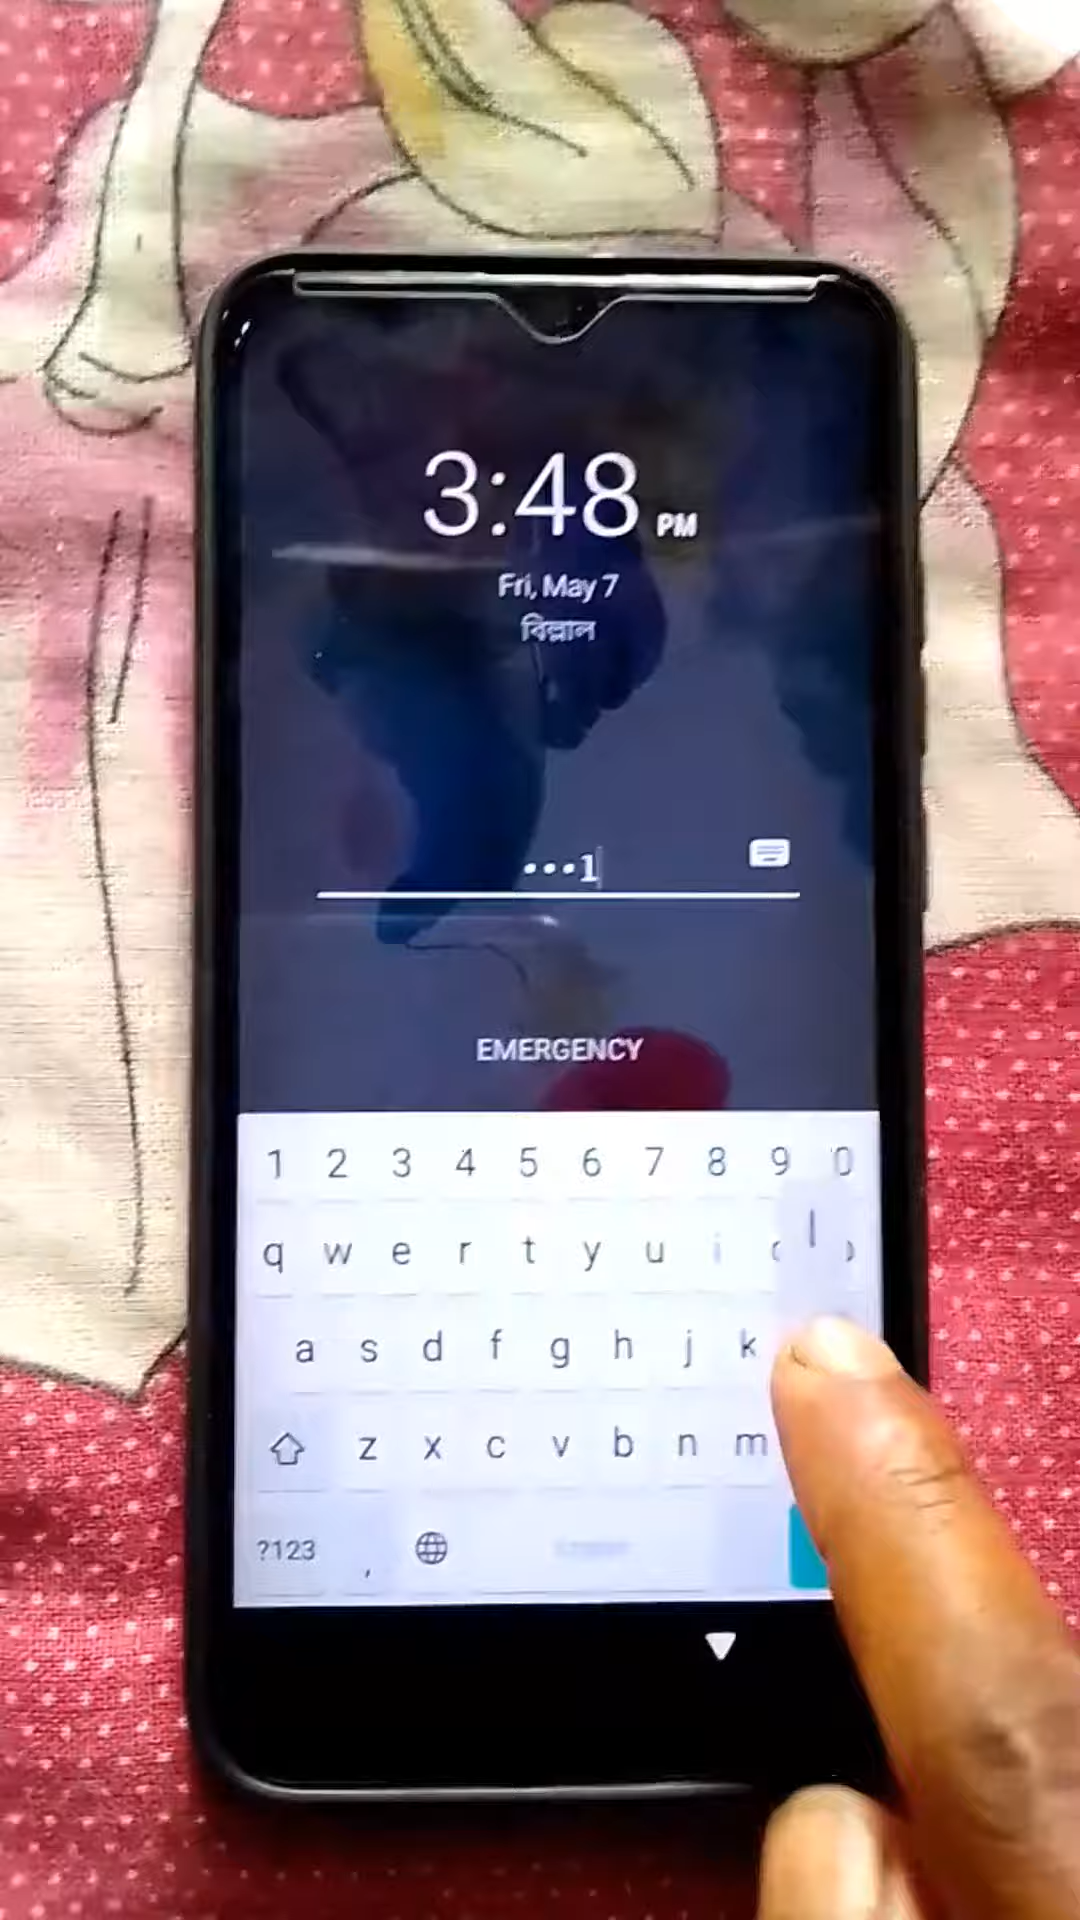 3:48 PM
Fri, May 7
বিল্লাল
•••1
EMERGENCY
1 2 3 4 5 6 7 8 9 0
q w e r t y u i
l
a s d f g h j k
z x c v b n m
?123 ,